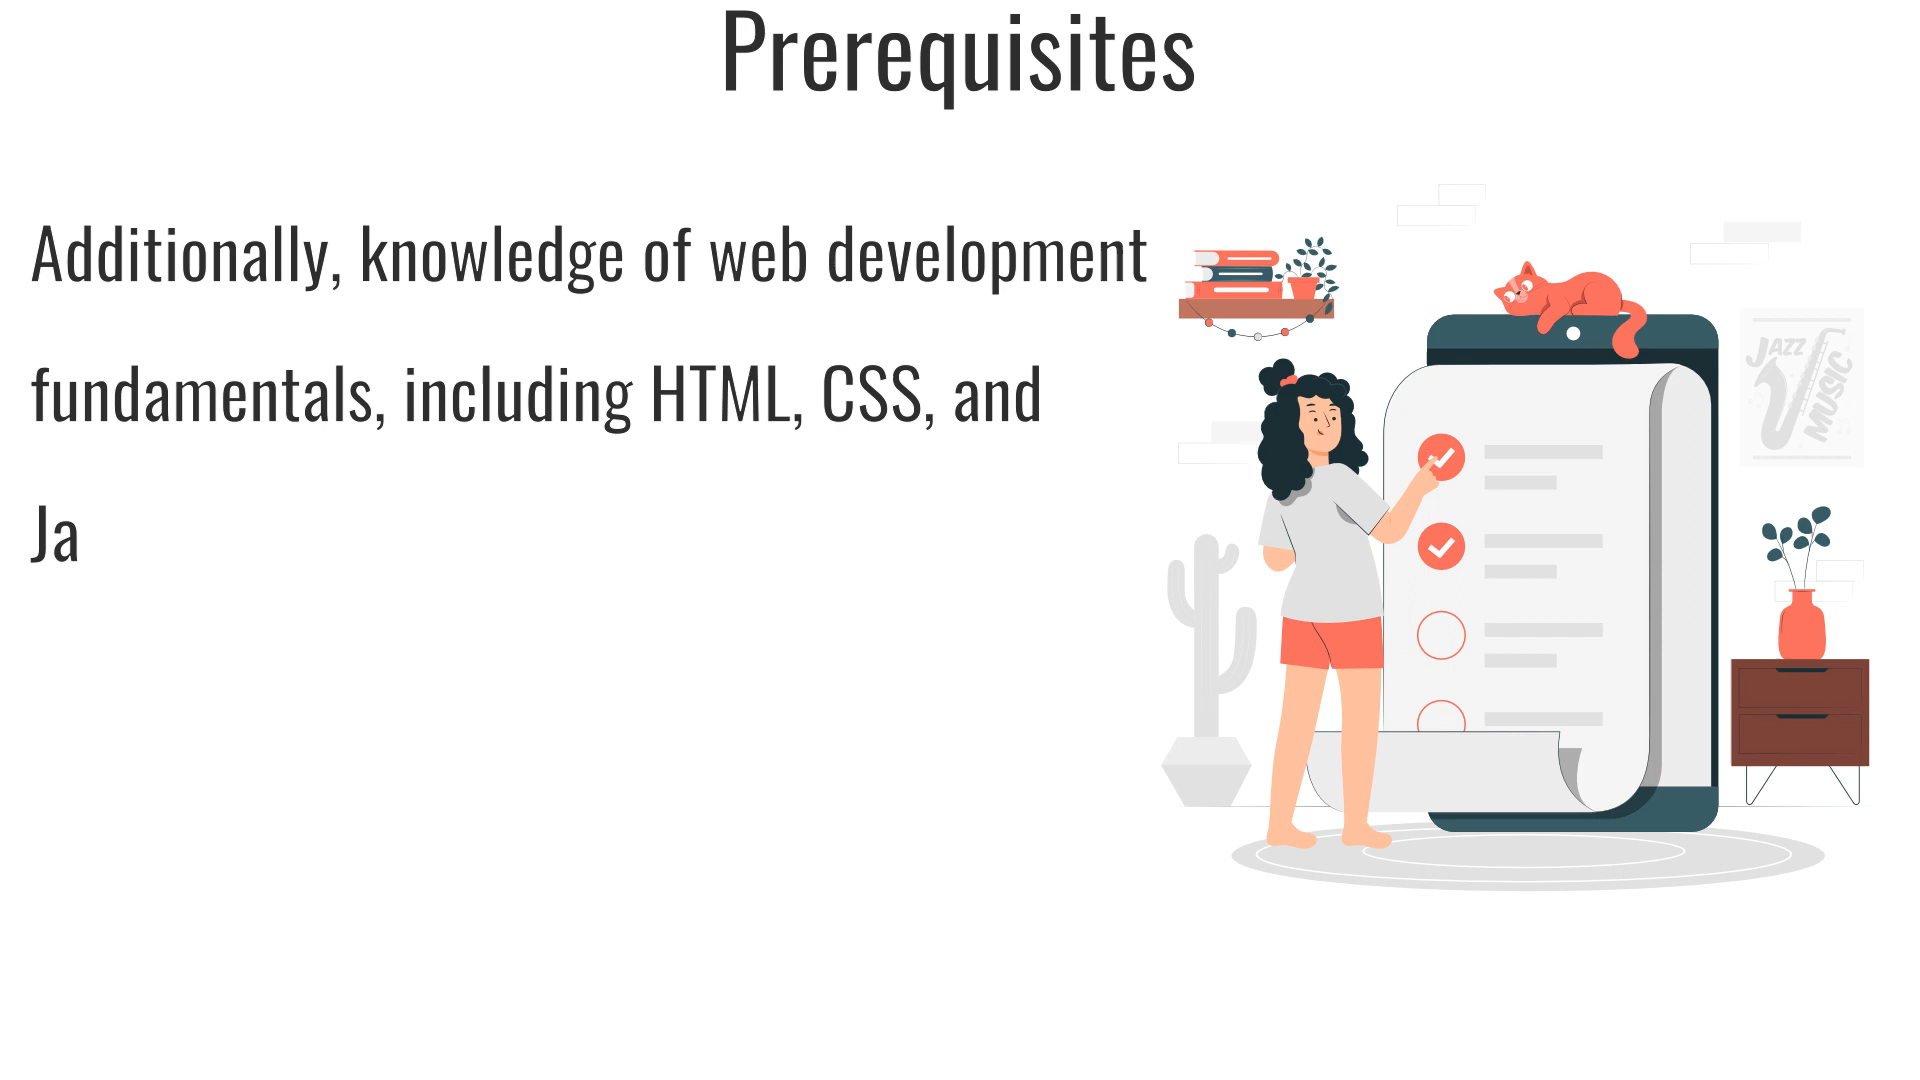 Prerequisites
Additionally, knowledge of web development
fundamentals, including HTML, CSS, and
Ja
JAZZ
MUSIC